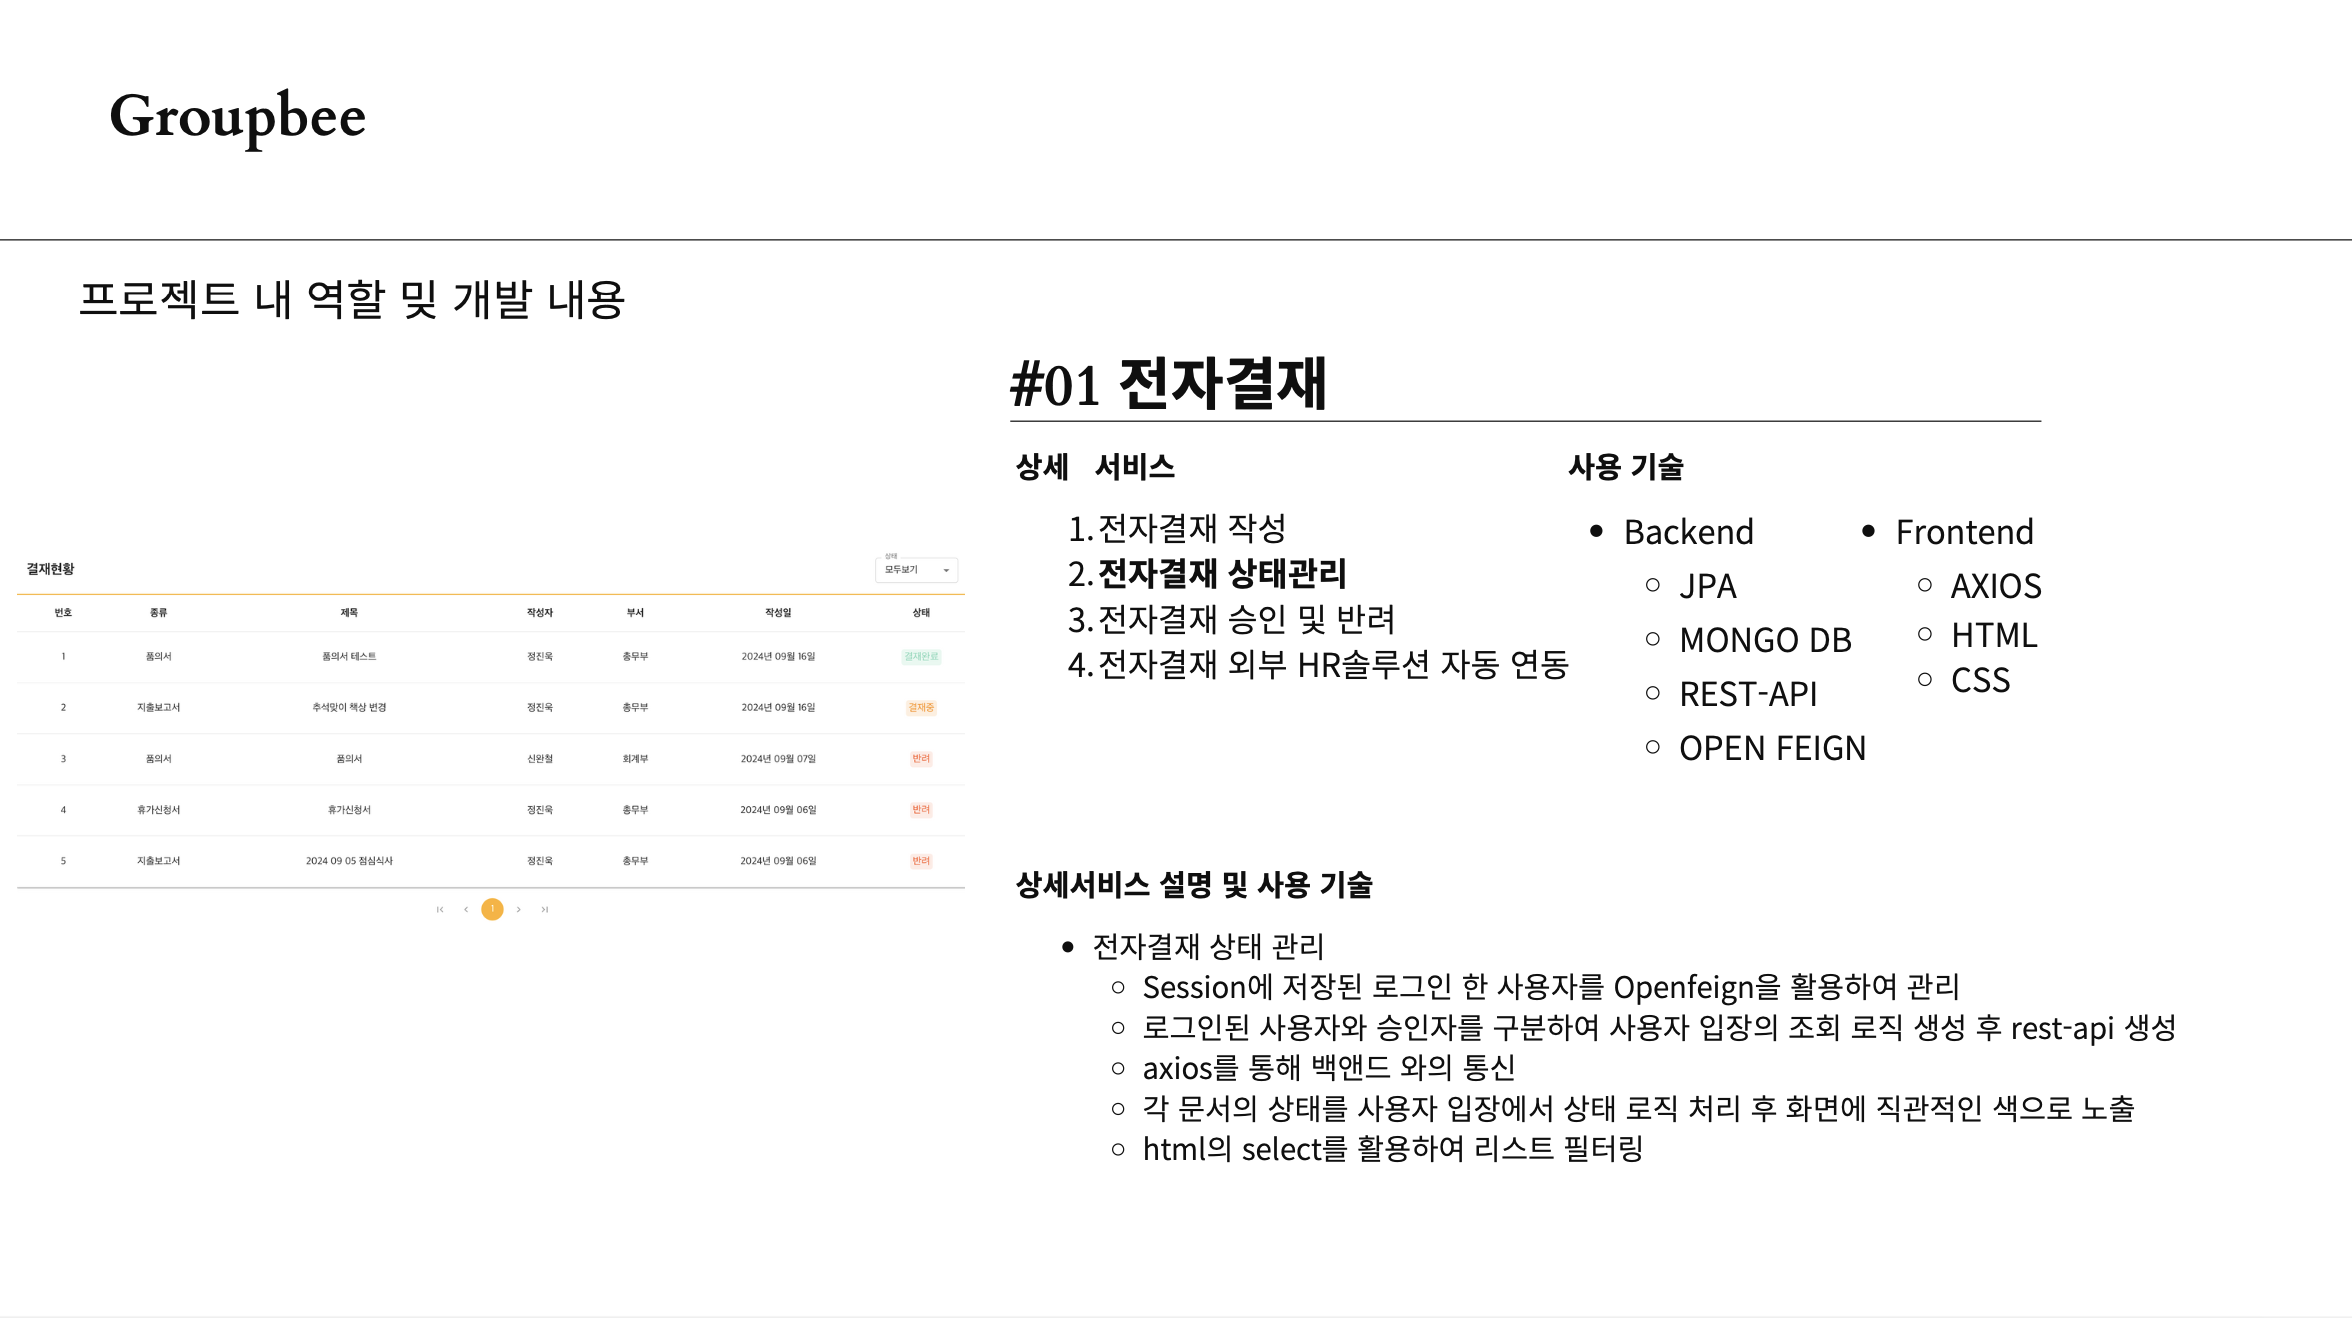 Groupbee
프로젝트 내 역할 및 개발 내용
결재현황
상태
모두보기
번호 종류 제목 작성자 부서 작성일 상태
1 품의서 품의서 테스트 정진욱 총무부 2024년 09월 16일 결재완료
2 지출보고서 추석맞이 책상 변경 정진욱 총무부 2024년 09월 16일 결재중
3 품의서 품의서 신완철 회계부 2024년 09월 07일 반려
4 휴가신청서 휴가신청서 정진욱 총무부 2024년 09월 06일 반려
5 지출보고서 2024 09 05 점심식사 정진욱 총무부 2024년 09월 06일 반려
1
#01 전자결재
상세 서비스
1. 전자결재 작성
2. 전자결재 상태관리
3. 전자결재 승인 및 반려
4. 전자결재 외부 HR솔루션 자동 연동
사용 기술
Backend
JPA
MONGO DB
REST-API
OPEN FEIGN
Frontend
AXIOS
HTML
CSS
상세서비스 설명 및 사용 기술
전자결재 상태 관리
Session에 저장된 로그인 한 사용자를 Openfeign을 활용하여 관리
로그인된 사용자와 승인자를 구분하여 사용자 입장의 조회 로직 생성 후 rest-api 생성
axios를 통해 백앤드 와의 통신
각 문서의 상태를 사용자 입장에서 상태 로직 처리 후 화면에 직관적인 색으로 노출
html의 select를 활용하여 리스트 필터링